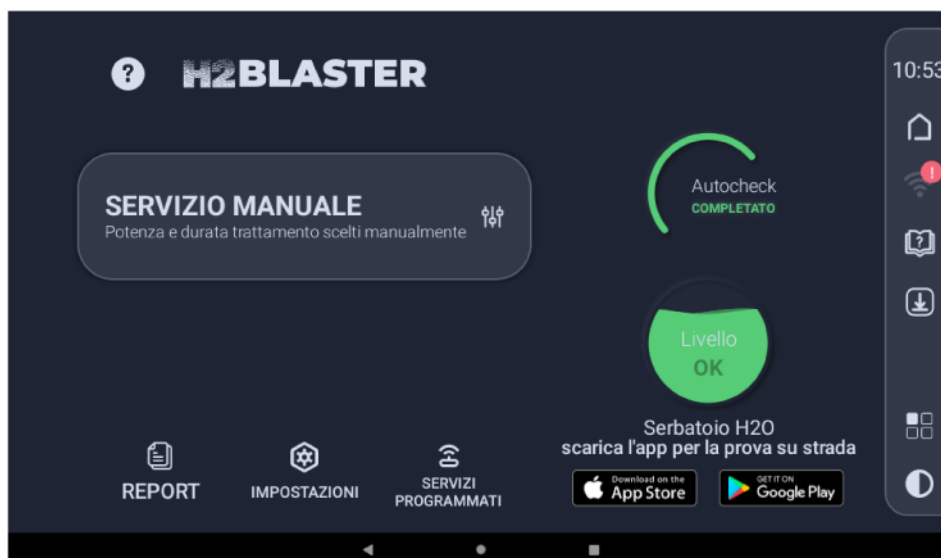 ?
H2BLASTER
10:53
SERVIZIO MANUALE
Potenza e durata trattamento scelti manualmente
Autocheck
COMPLETATO
!
?
Livello
OK
Serbatoio H2O
scarica l'app per la prova su strada
REPORT
IMPOSTAZIONI
SERVIZI
PROGRAMMATI
Download on the
App Store
GET IT ON
Google Play